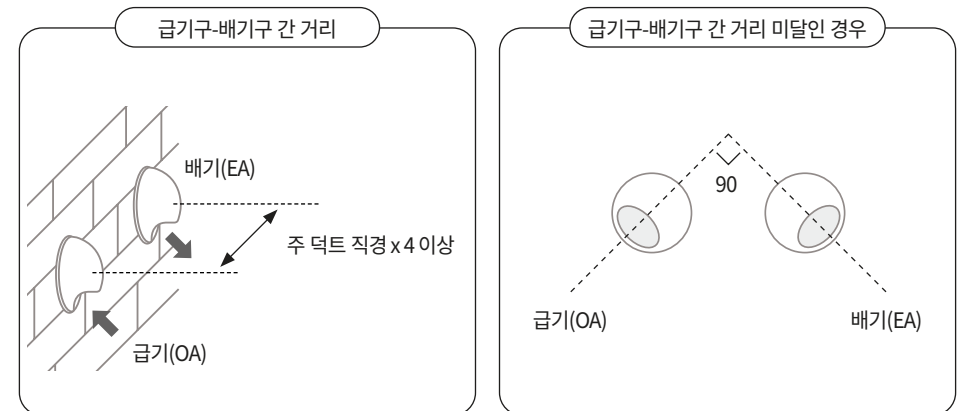 급기구-배기구 간 거리
배기(EA)
주 덕트 직경 x 4 이상
급기(OA)
급기구-배기구 간 거리 미달인 경우
90
급기(OA)
배기(EA)